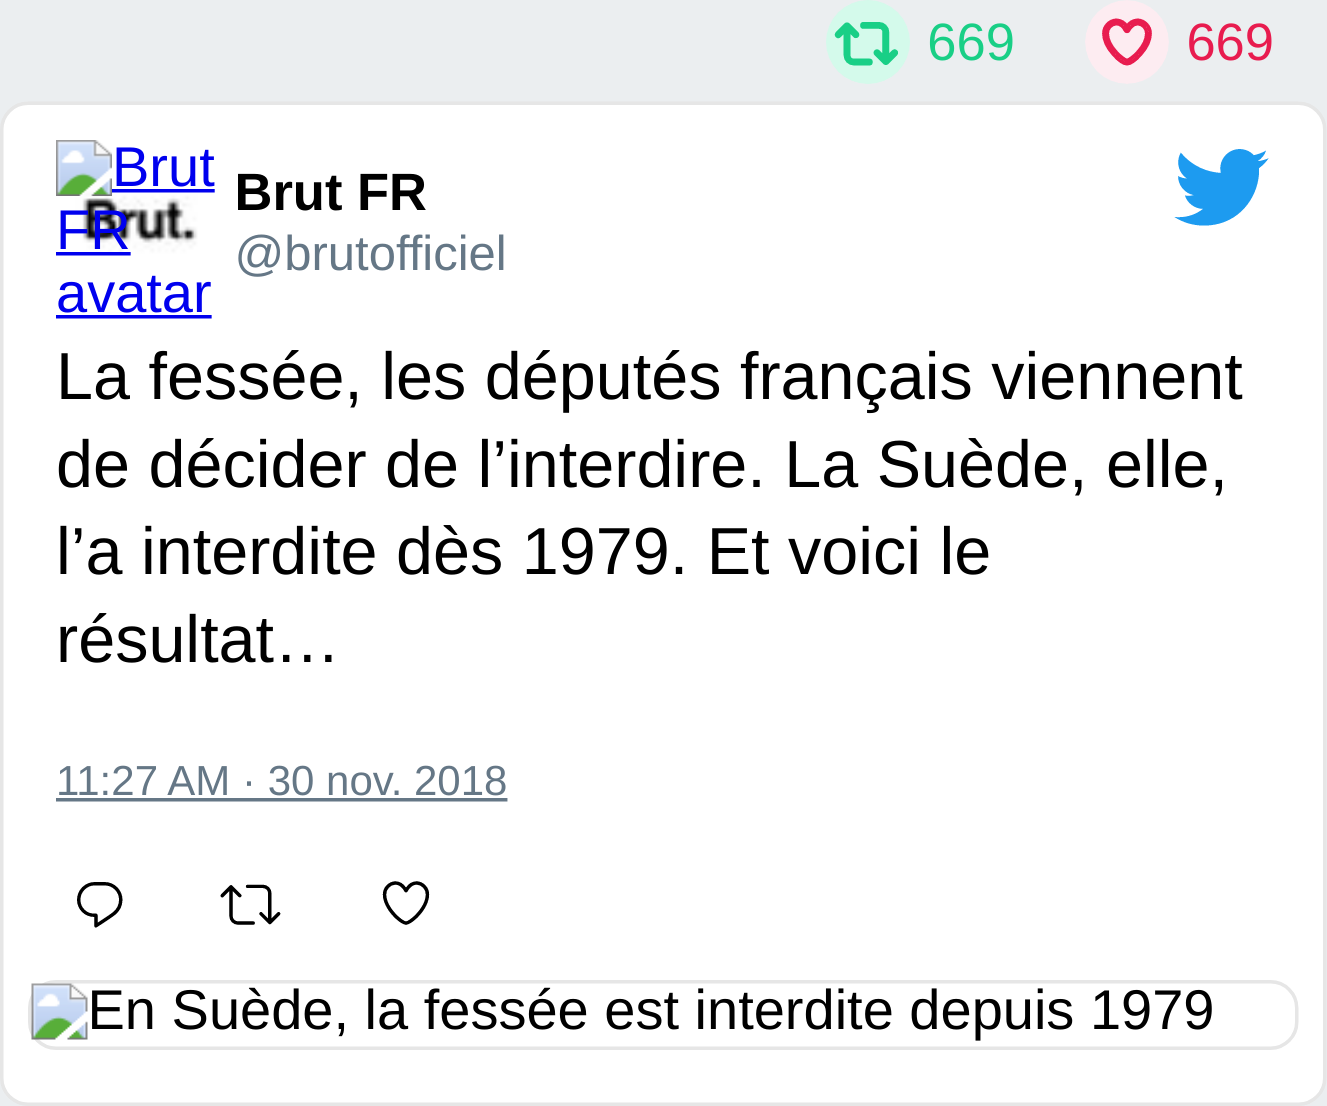 669 669
Brut
FR
avatar
Brut.
Brut FR
@brutofficiel
La fessée, les députés français viennent
de décider de l’interdire. La Suède, elle,
l’a interdite dès 1979. Et voici le
résultat…
11:27 AM · 30 nov. 2018
En Suède, la fessée est interdite depuis 1979